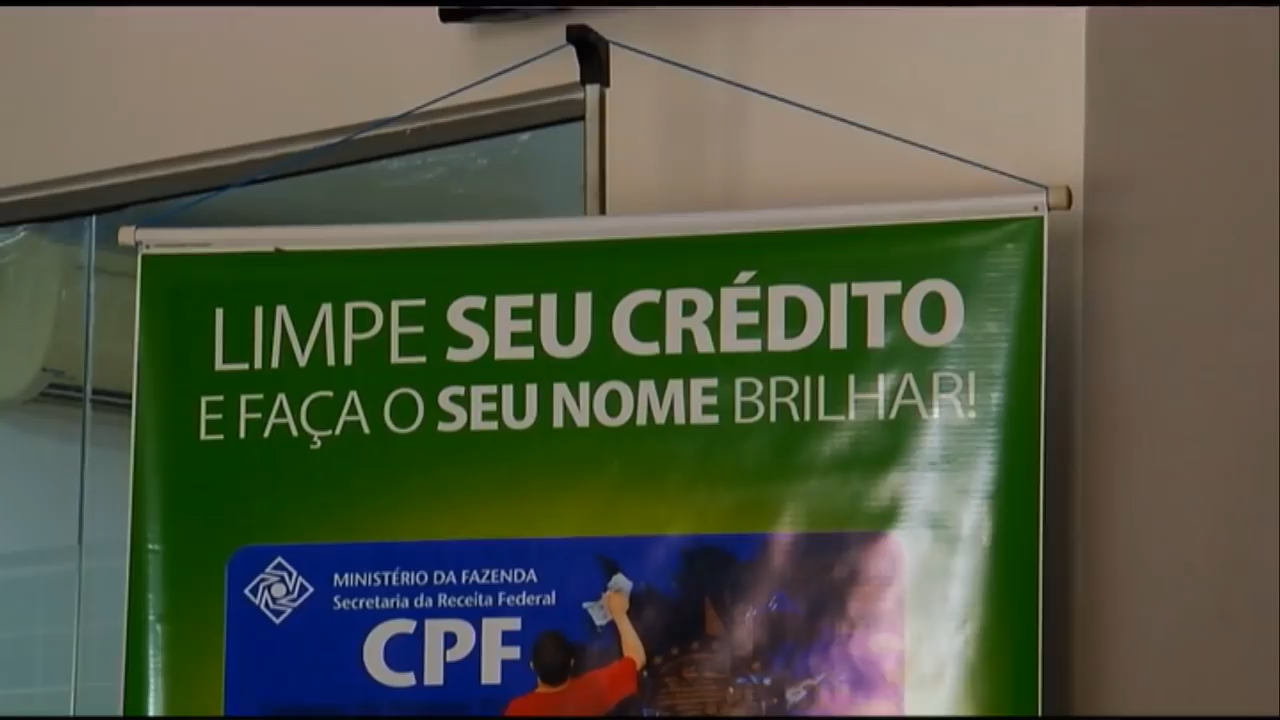 LIMPE SEU CRÉDITO
E FAÇA O SEU NOME BRILHAR!
MINISTÉRIO DA FAZENDA
Secretaria da Receita Federal
CPF